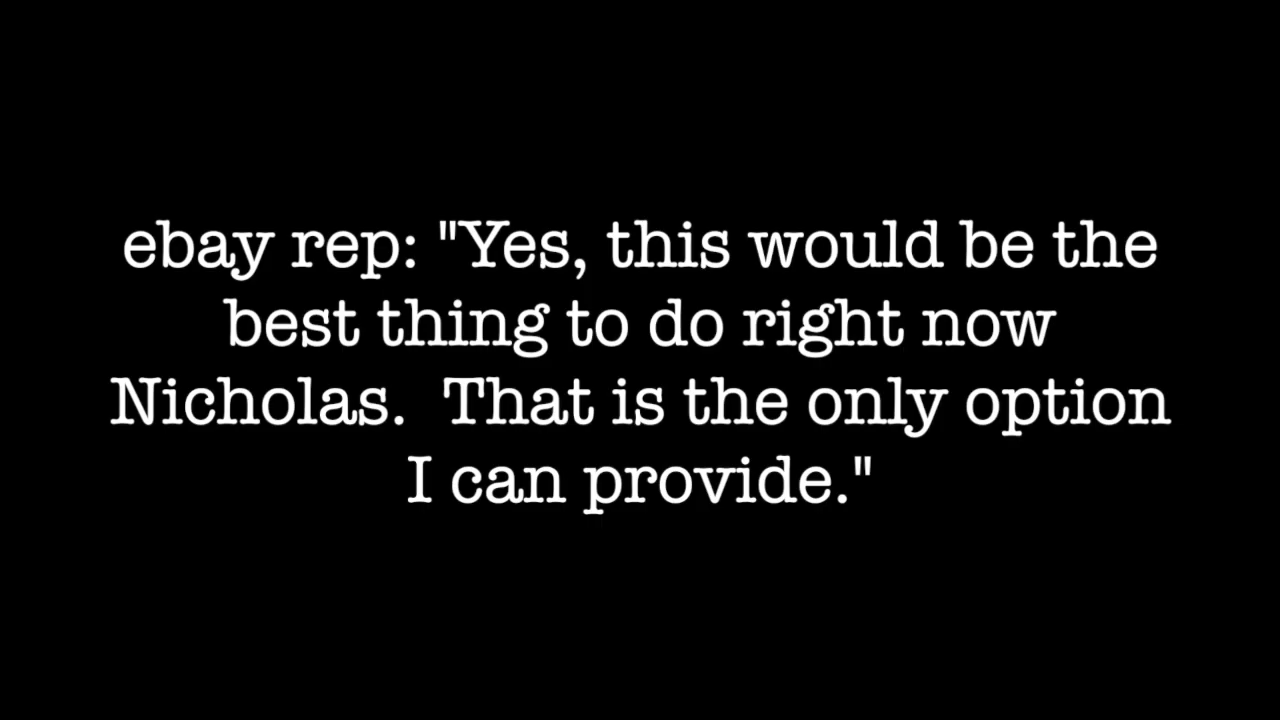 ebay rep: "Yes, this would be the
best thing to do right now
Nicholas.  That is the only option
I can provide."